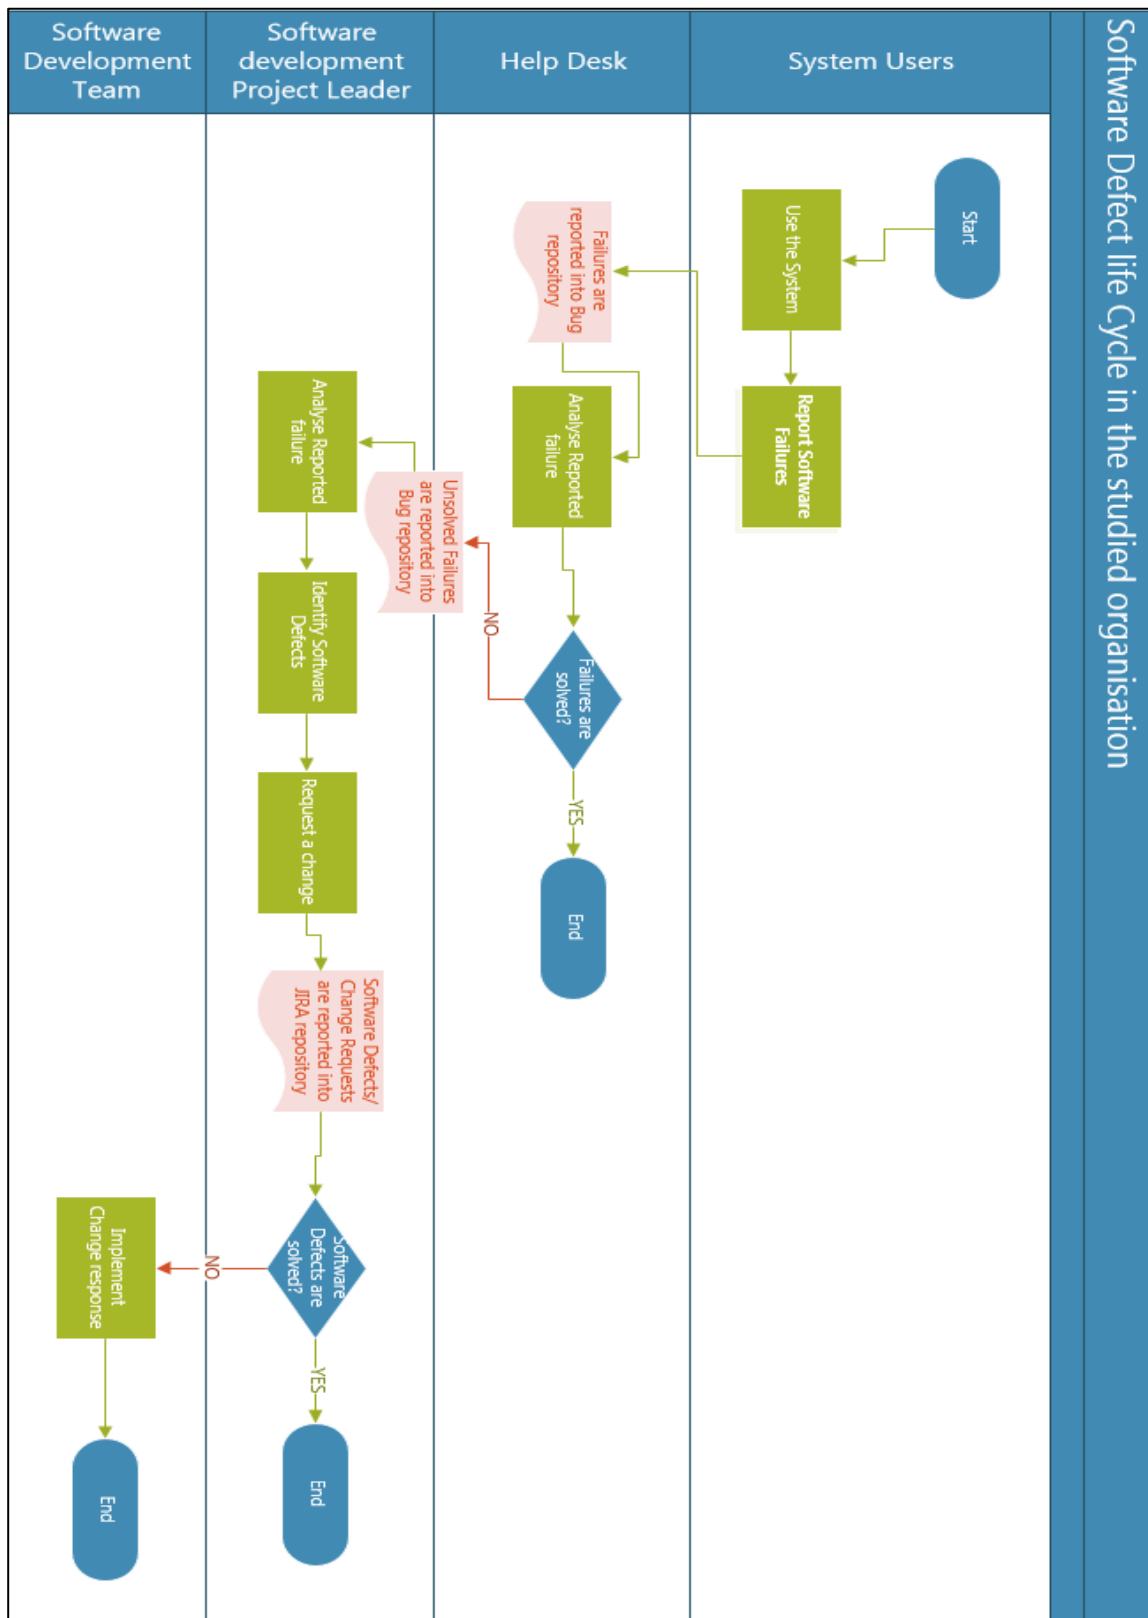 Software Defect life Cycle in the studied organisation
System Users
Start
Use the System
Report Software
Failures
Help Desk
Failures are
reported into Bug
repository
Analyse Reported
failure
Failures are
solved?
YES
End
NO
Software
development
Project Leader
Unsolved Failures
are reported into
Bug repository
Analyse Reported
failure
Identify Software
Defects
Request a change
Software Defects/
Change Requests
are reported into
JIRA repository
Software
Defects are
solved?
YES
End
NO
Software
Development
Team
Implement
Change response
End